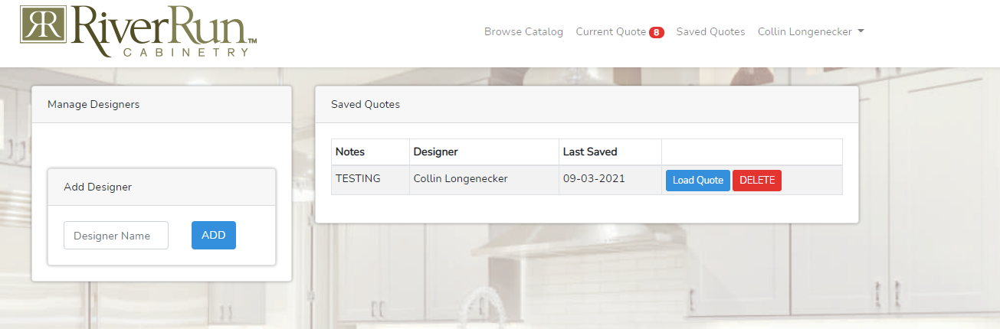 RR RiverRun™
CABINETRY
Browse Catalog Current Quote 8 Saved Quotes Collin Longenecker
Manage Designers
Add Designer
Designer Name ADD
Saved Quotes
Notes Designer Last Saved
TESTING Collin Longenecker 09-03-2021 Load Quote DELETE